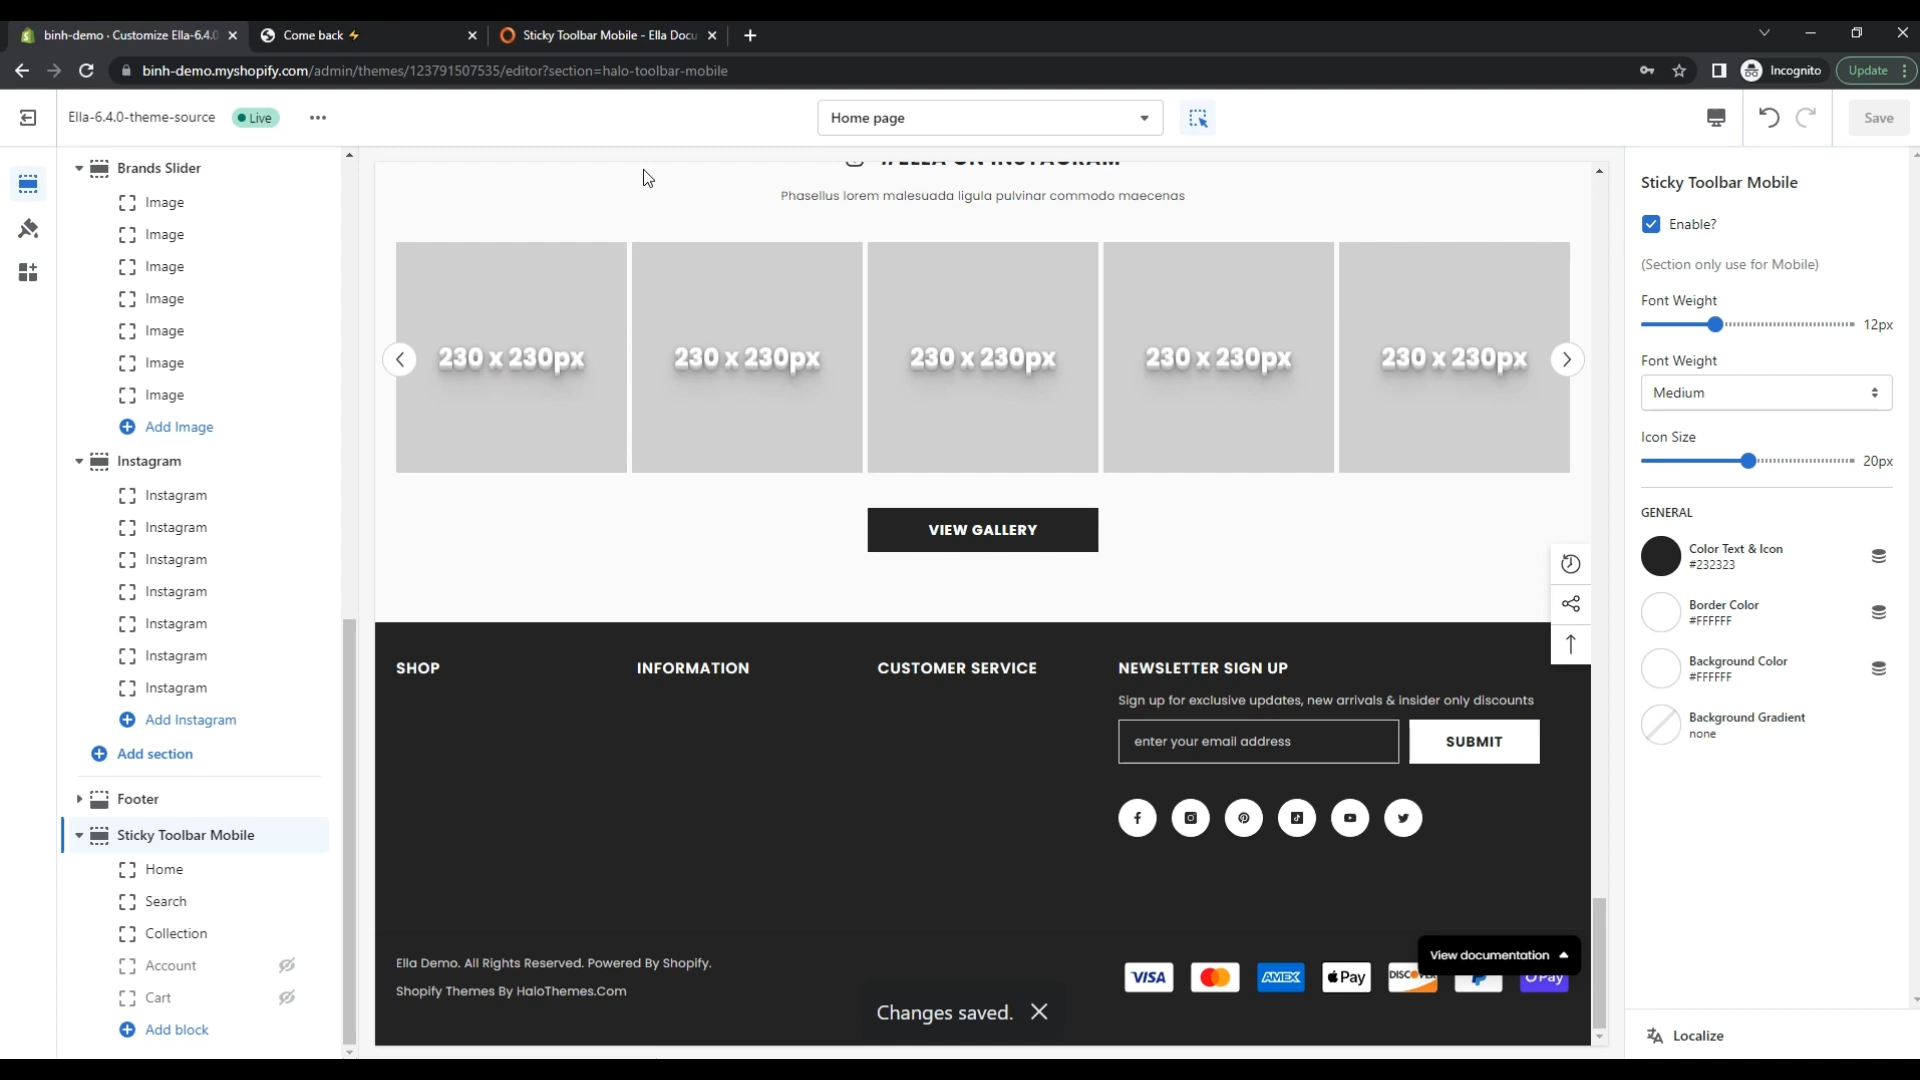 binh-demo · Customize Ella-6.4.0
Come back ⚡
Sticky Toolbar Mobile - Ella Docu
binh-demo.myshopify.com/admin/themes/123791507535/editor?section=halo-toolbar-mobile
Incognito
Update
Ella-6.4.0-theme-source
Live
Home page
Save
Brands Slider
Image
Image
Image
Image
Image
Image
Image
Add Image
Instagram
Instagram
Instagram
Instagram
Instagram
Instagram
Instagram
Instagram
Add Instagram
Add section
Footer
Sticky Toolbar Mobile
Home
Search
Collection
Account
Cart
Add block
#ELLA ON INSTAGRAM
Phasellus lorem malesuada ligula pulvinar commodo maecenas
230 x 230px
230 x 230px
230 x 230px
230 x 230px
230 x 230px
VIEW GALLERY
SHOP
INFORMATION
CUSTOMER SERVICE
NEWSLETTER SIGN UP
Sign up for exclusive updates, new arrivals & insider only discounts
enter your email address
SUBMIT
Ella Demo. All Rights Reserved. Powered By Shopify.
Shopify Themes By HaloThemes.Com
VISA
AMEX
Pay
View documentation
Pay
Changes saved.
Sticky Toolbar Mobile
Enable?
(Section only use for Mobile)
Font Weight
12px
Font Weight
Medium
Icon Size
20px
GENERAL
Color Text & Icon
#232323
Border Color
#FFFFFF
Background Color
#FFFFFF
Background Gradient
none
Localize